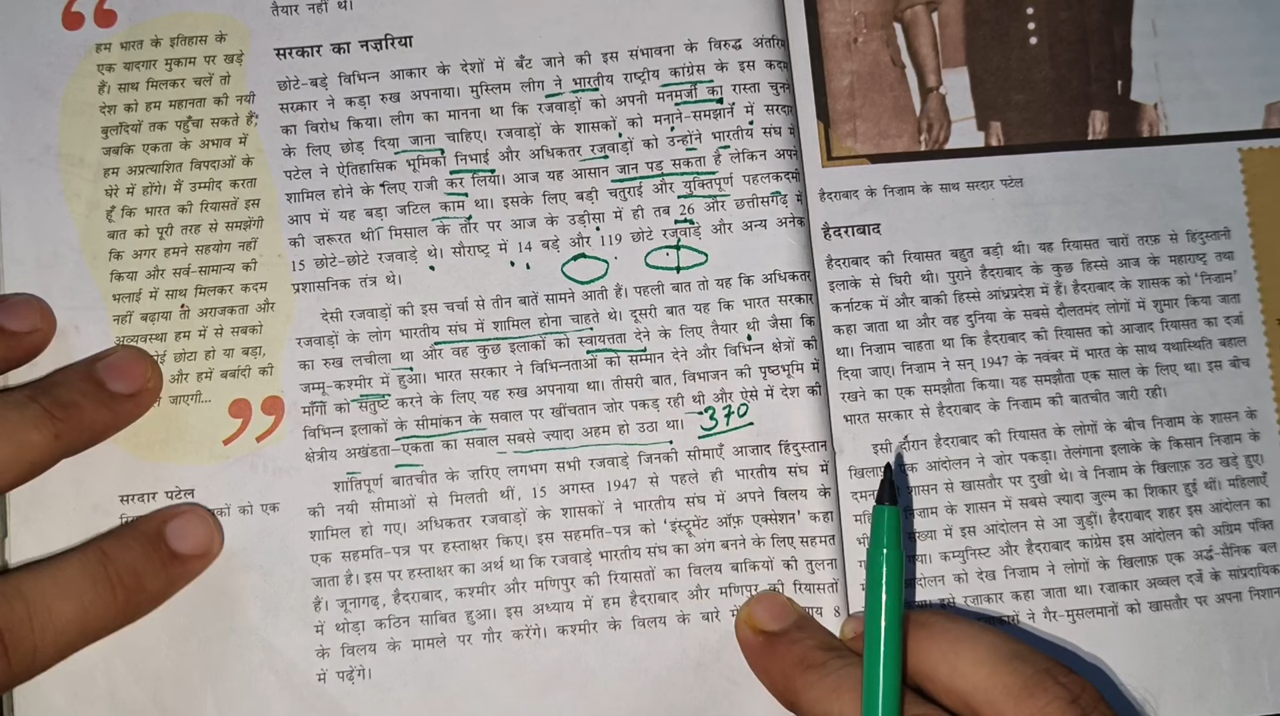 हम भारत के इतिहास के
एक यादगार मुकाम पर खड़े
हैं। साथ मिलकर चलें तो
देश को हम महानता की नयी
बुलंदियों तक पहुँचा सकते हैं,
जबकि एकता के अभाव में
हम अप्रत्याशित विपदाओं के
घेरे में होंगे। मैं उम्मीद करता
हूँ कि भारत की रियासतें इस
बात को पूरी तरह से समझेंगी
कि अगर हमने सहयोग नहीं
किया और सर्व-सामान्य की
भलाई में साथ मिलकर कदम
नहीं बढ़ाया तो अराजकता और
अव्यवस्था हम में से सबको
छोटा हो या बड़ा,
और हमें बर्बादी की
जाएगी...
सरदार पटेल
को एक
तैयार नहीं थे।
सरकार का नज़रिया
छोटे-बड़े विभिन्न आकार के देशों में बँट जाने की इस संभावना के विरुद्ध अंतरिम
सरकार ने कड़ा रुख अपनाया। मुस्लिम लीग ने भारतीय राष्ट्रीय कांग्रेस के इस कदम
का विरोध किया। लीग का मानना था कि रजवाड़ों को अपनी मनमर्जी का रास्ता चुनने
के लिए छोड़ दिया जाना चाहिए। रजवाड़ों के शासकों को मनाने-समझाने में सरदार
पटेल ने ऐतिहासिक भूमिका निभाई और अधिकतर रजवाड़ों को उन्होंने भारतीय संघ में
शामिल होने के लिए राजी कर लिया। आज यह आसान जान पड़ सकता है लेकिन अपने
आप में यह बड़ा जटिल काम था। इसके लिए बड़ी चतुराई और युक्तिपूर्ण पहलकदमी
की ज़रूरत थी। मिसाल के तौर पर आज के उड़ीसा में ही तब 26 और छत्तीसगढ़ में
15 छोटे-छोटे रजवाड़े थे। सौराष्ट्र में 14 बड़े और 119 छोटे रजवाड़े और अन्य अनेक
प्रशासनिक तंत्र थे।
देसी रजवाड़ों की इस चर्चा से तीन बातें सामने आती हैं। पहली बात तो यह कि अधिकतर
रजवाड़ों के लोग भारतीय संघ में शामिल होना चाहते थे। दूसरी बात यह कि भारत सरकार
का रुख लचीला था और वह कुछ इलाकों को स्वायत्तता देने के लिए तैयार थी जैसा कि
जम्मू-कश्मीर में हुआ। भारत सरकार ने विभिन्नताओं को सम्मान देने और विभिन्न क्षेत्रों की
माँगों को संतुष्ट करने के लिए यह रुख अपनाया था। तीसरी बात, विभाजन की पृष्ठभूमि में
विभिन्न इलाकों के सीमांकन के सवाल पर खींचतान ज़ोर पकड़ रही थी और ऐसे में देश की
क्षेत्रीय अखंडता-एकता का सवाल सबसे ज्यादा अहम हो उठा था। 370
शांतिपूर्ण बातचीत के ज़रिए लगभग सभी रजवाड़े जिनकी सीमाएँ आज़ाद हिंदुस्तान
की नयी सीमाओं से मिलती थीं, 15 अगस्त 1947 से पहले ही भारतीय संघ में
शामिल हो गए। अधिकतर रजवाड़ों के शासकों ने भारतीय संघ में अपने विलय के
एक सहमति-पत्र पर हस्ताक्षर किए। इस सहमति-पत्र को 'इंस्ट्रूमेंट ऑफ़ एक्सेशन' कहा
जाता है। इस पर हस्ताक्षर का अर्थ था कि रजवाड़े भारतीय संघ का अंग बनने के लिए सहमत
हैं। जूनागढ़, हैदराबाद, कश्मीर और मणिपुर की रियासतों का विलय बाकियों की तुलना
में थोड़ा कठिन साबित हुआ। इस अध्याय में हम हैदराबाद और मणिपुर की रियासतों
के विलय के मामले पर गौर करेंगे। कश्मीर के विलय के बारे में 8
में पढ़ेंगे।
हैदराबाद के निज़ाम के साथ सरदार पटेल
हैदराबाद
हैदराबाद की रियासत बहुत बड़ी थी। यह रियासत चारों तरफ़ से हिंदुस्तानी
इलाके से घिरी थी। पुराने हैदराबाद के कुछ हिस्से आज के महाराष्ट्र तथा
कर्नाटक में और बाकी हिस्से आंध्रप्रदेश में हैं। हैदराबाद के शासक को 'निज़ाम'
कहा जाता था और वह दुनिया के सबसे दौलतमंद लोगों में शुमार किया जाता
था। निज़ाम चाहता था कि हैदराबाद की रियासत को आज़ाद रियासत का दर्जा
दिया जाए। निज़ाम ने सन् 1947 के नवंबर में भारत के साथ यथास्थिति बहाल
रखने का एक समझौता किया। यह समझौता एक साल के लिए था। इस बीच
भारत सरकार से हैदराबाद के निज़ाम की बातचीत जारी रही।
इसी दौरान हैदराबाद की रियासत के लोगों के बीच निज़ाम के शासन के
खिलाफ़ एक आंदोलन ने ज़ोर पकड़ा। तेलंगाना इलाके के किसान निज़ाम के
शासन से खासतौर पर दुखी थे। वे निज़ाम के खिलाफ़ उठ खड़े हुए।
निज़ाम के शासन में सबसे ज्यादा जुल्म का शिकार हुई थीं। महिलाएँ
संख्या में इस आंदोलन से आ जुड़ीं। हैदराबाद शहर इस आंदोलन का
गया। कम्युनिस्ट और हैदराबाद कांग्रेस इस आंदोलन की अग्रिम पंक्ति
आंदोलन को देख निज़ाम ने लोगों के खिलाफ़ एक अर्द्ध-सैनिक बल
इसे रज़ाकार कहा जाता था। रज़ाकार अव्वल दर्जे के सांप्रदायिक
ने गैर-मुसलमानों को खासतौर पर अपना निशाना